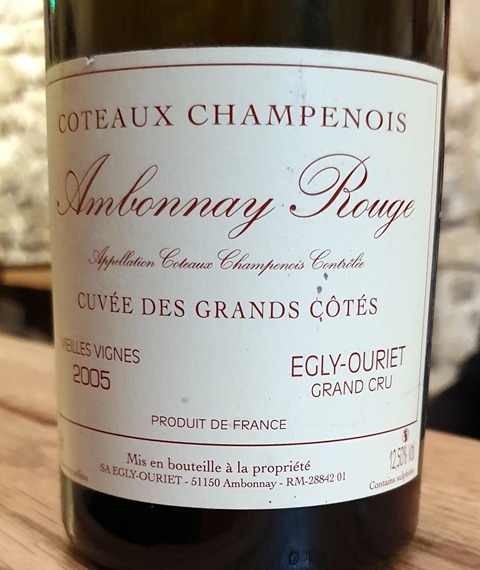 COTEAUX CHAMPENOIS
Ambonnay Rouge
Appellation Coteaux Champenois Contrôlée
CUVÉE DES GRANDS CÔTÉS
VIEILLES VIGNES
2005
EGLY-OURIET
GRAND CRU
PRODUIT DE FRANCE
12,50% Vol
Mis en bouteille à la propriété
SA EGLY-OURIET - 51150 Ambonnay - RM-28842 01
Contains sulphites